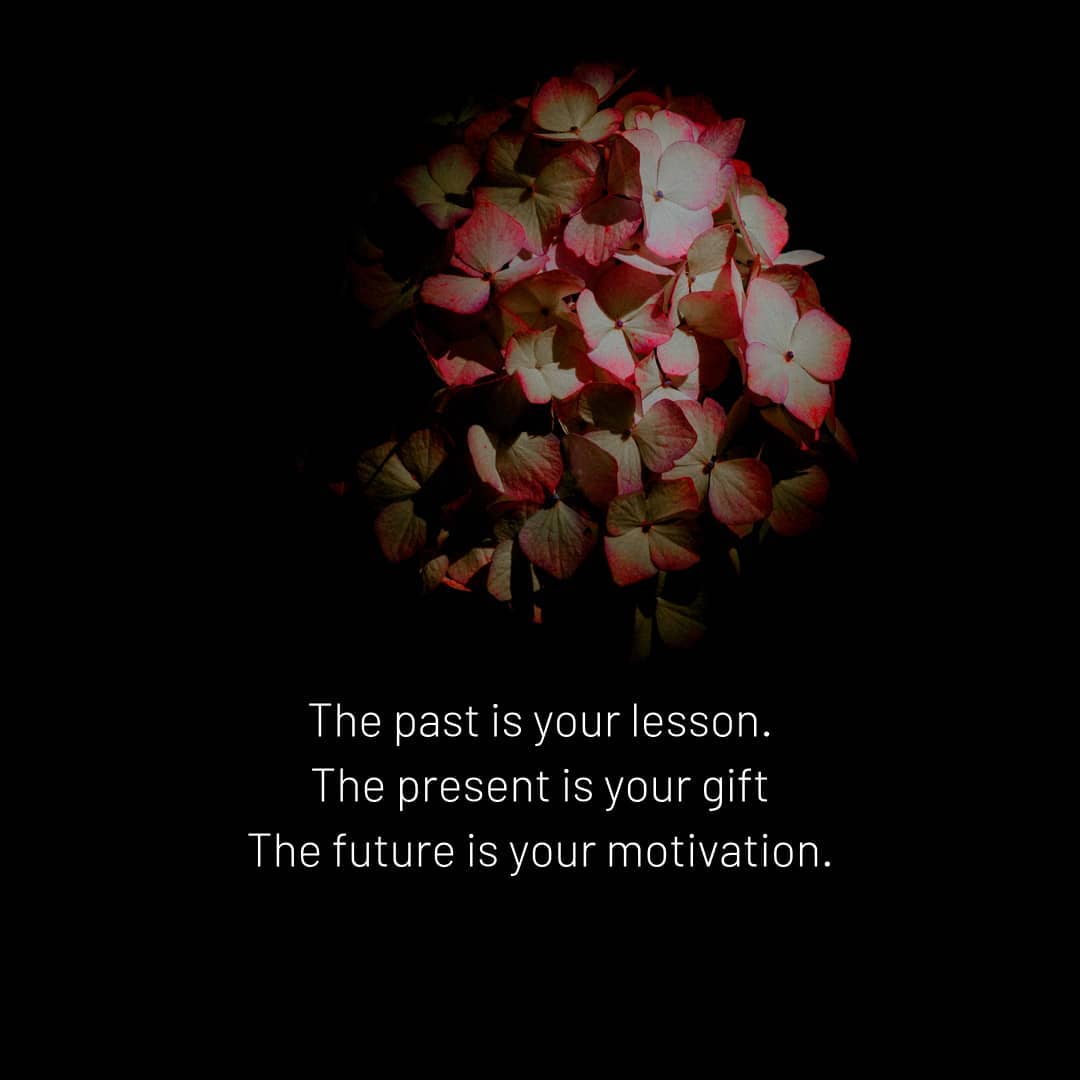 The past is your lesson.
The present is your gift
The future is your motivation.